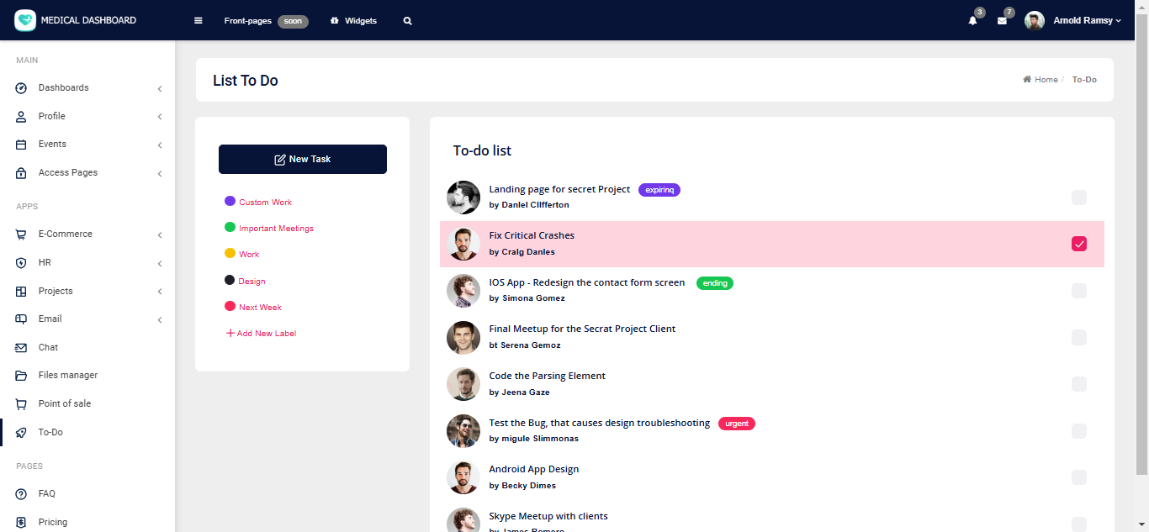 MEDICAL DASHBOARD
Front-pages soon
Widgets
3
7
Arnold Ramsy
MAIN
Dashboards
Profile
Events
Access Pages
APPS
E-Commerce
HR
Projects
Email
Chat
Files manager
Point of sale
To-Do
PAGES
FAQ
Pricing
List To Do
Home / To-Do
New Task
Custom Work
Important Meetings
Work
Design
Next Week
Add New Label
To-do list
Landing page for secret Project expiring
by Daniel Clifferton
Fix Critical Crashes
by Craig Danles
IOS App - Redesign the contact form screen ending
by Simona Gomez
Final Meetup for the Secrat Project Client
bt Serena Gemoz
Code the Parsing Element
by Jeena Gaze
Test the Bug, that causes design troubleshooting urgent
by migule Slimmonas
Android App Design
by Becky Dimes
Skype Meetup with clients
by James Romero